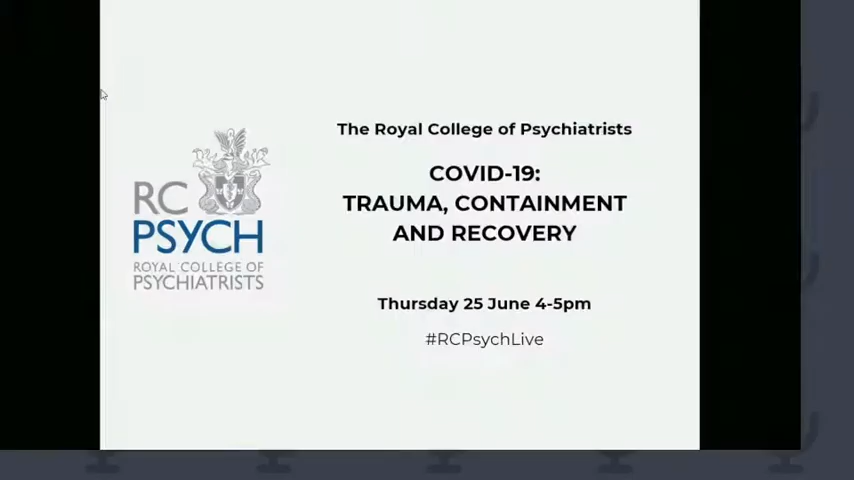 RC
PSYCH
ROYAL COLLEGE OF
PSYCHIATRISTS
The Royal College of Psychiatrists
COVID-19:
TRAUMA, CONTAINMENT
AND RECOVERY
Thursday 25 June 4-5pm
#RCPsychLive